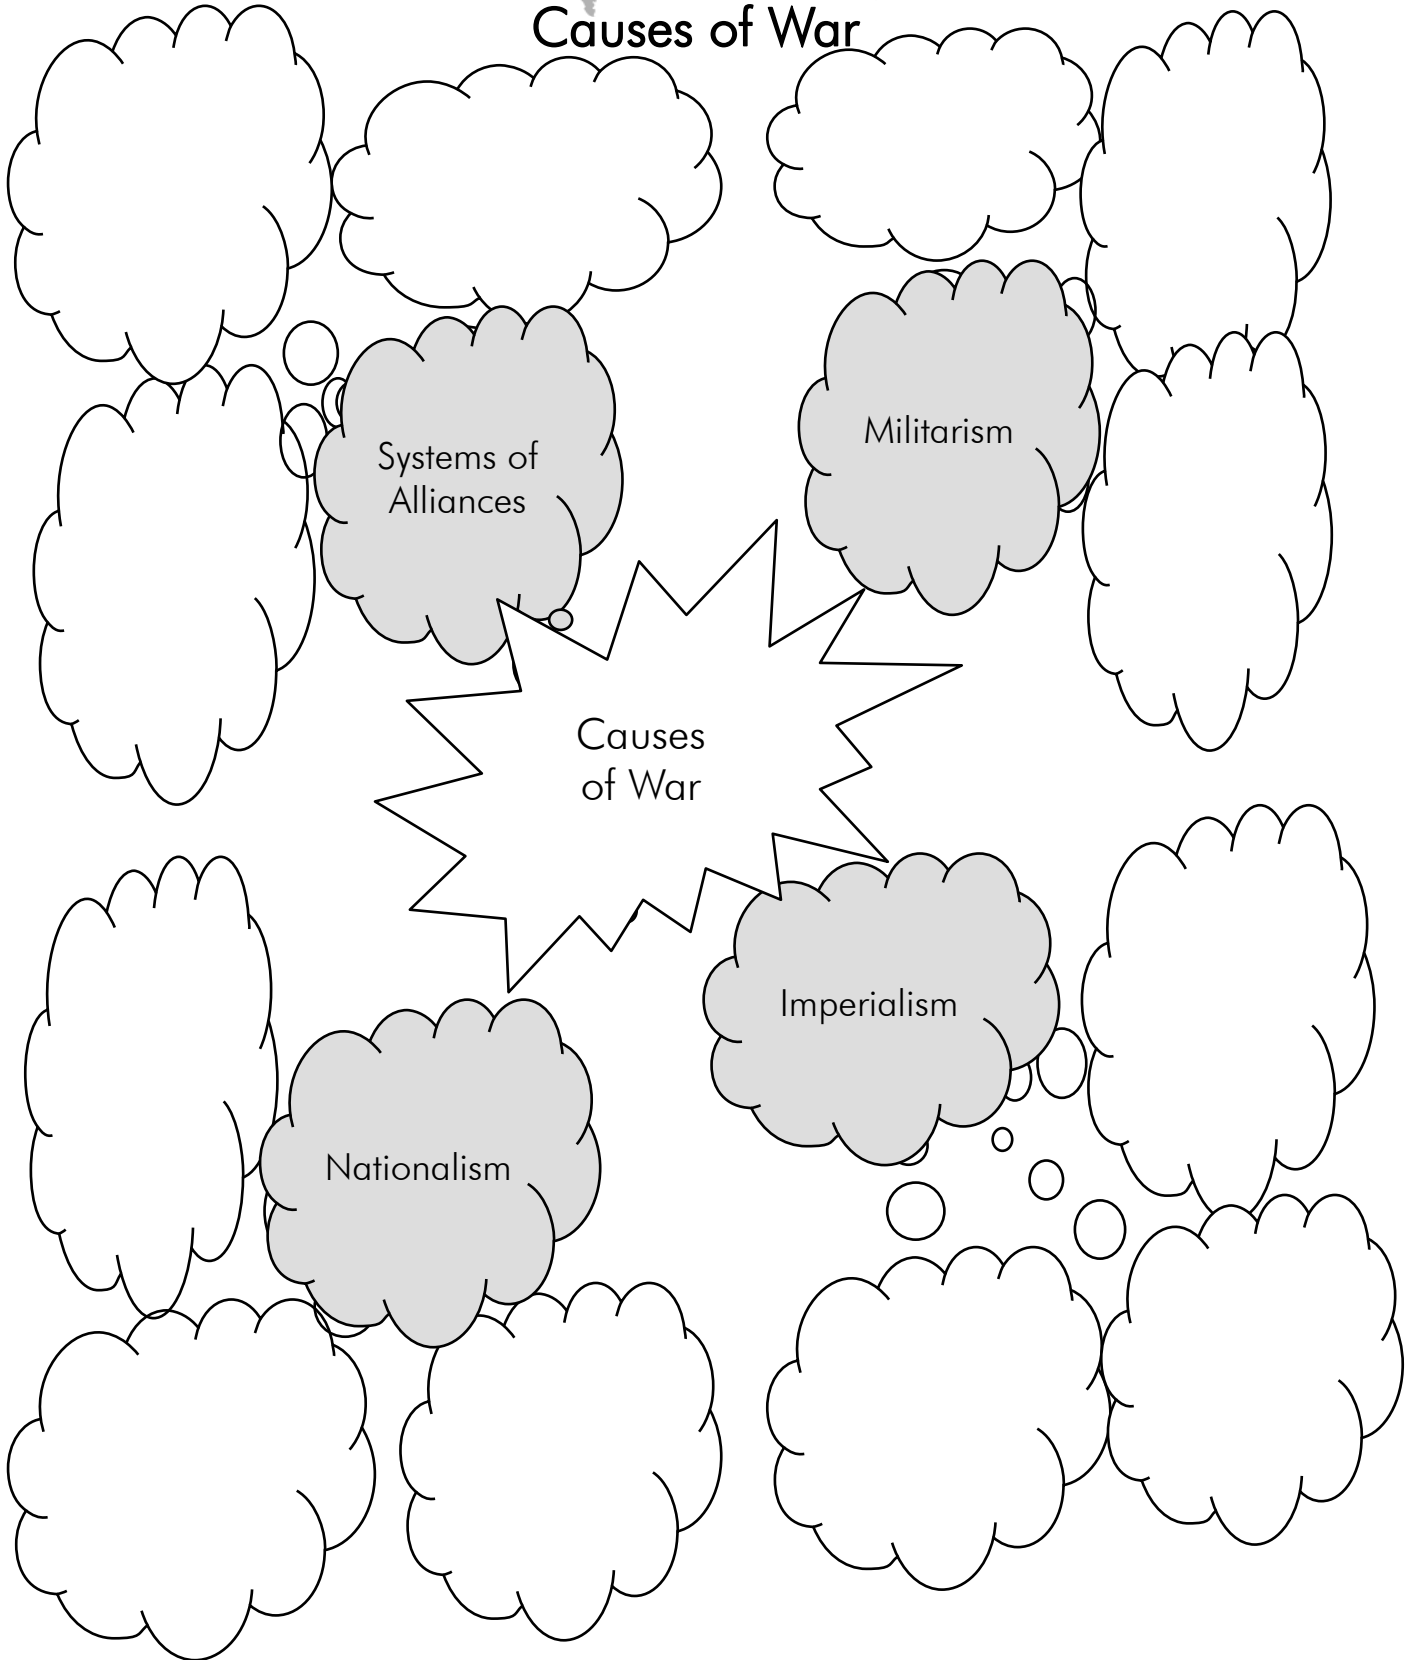 Causes of War
Militarism
Systems of
Alliances
Causes
of War
Imperialism
Nationalism